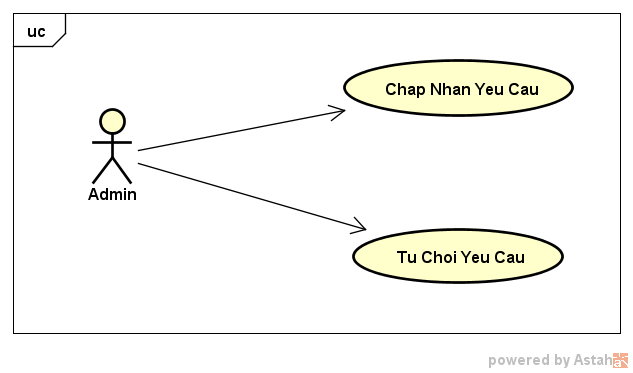 uc
Chap Nhan Yeu Cau
Admin
Tu Choi Yeu Cau
powered by Astah